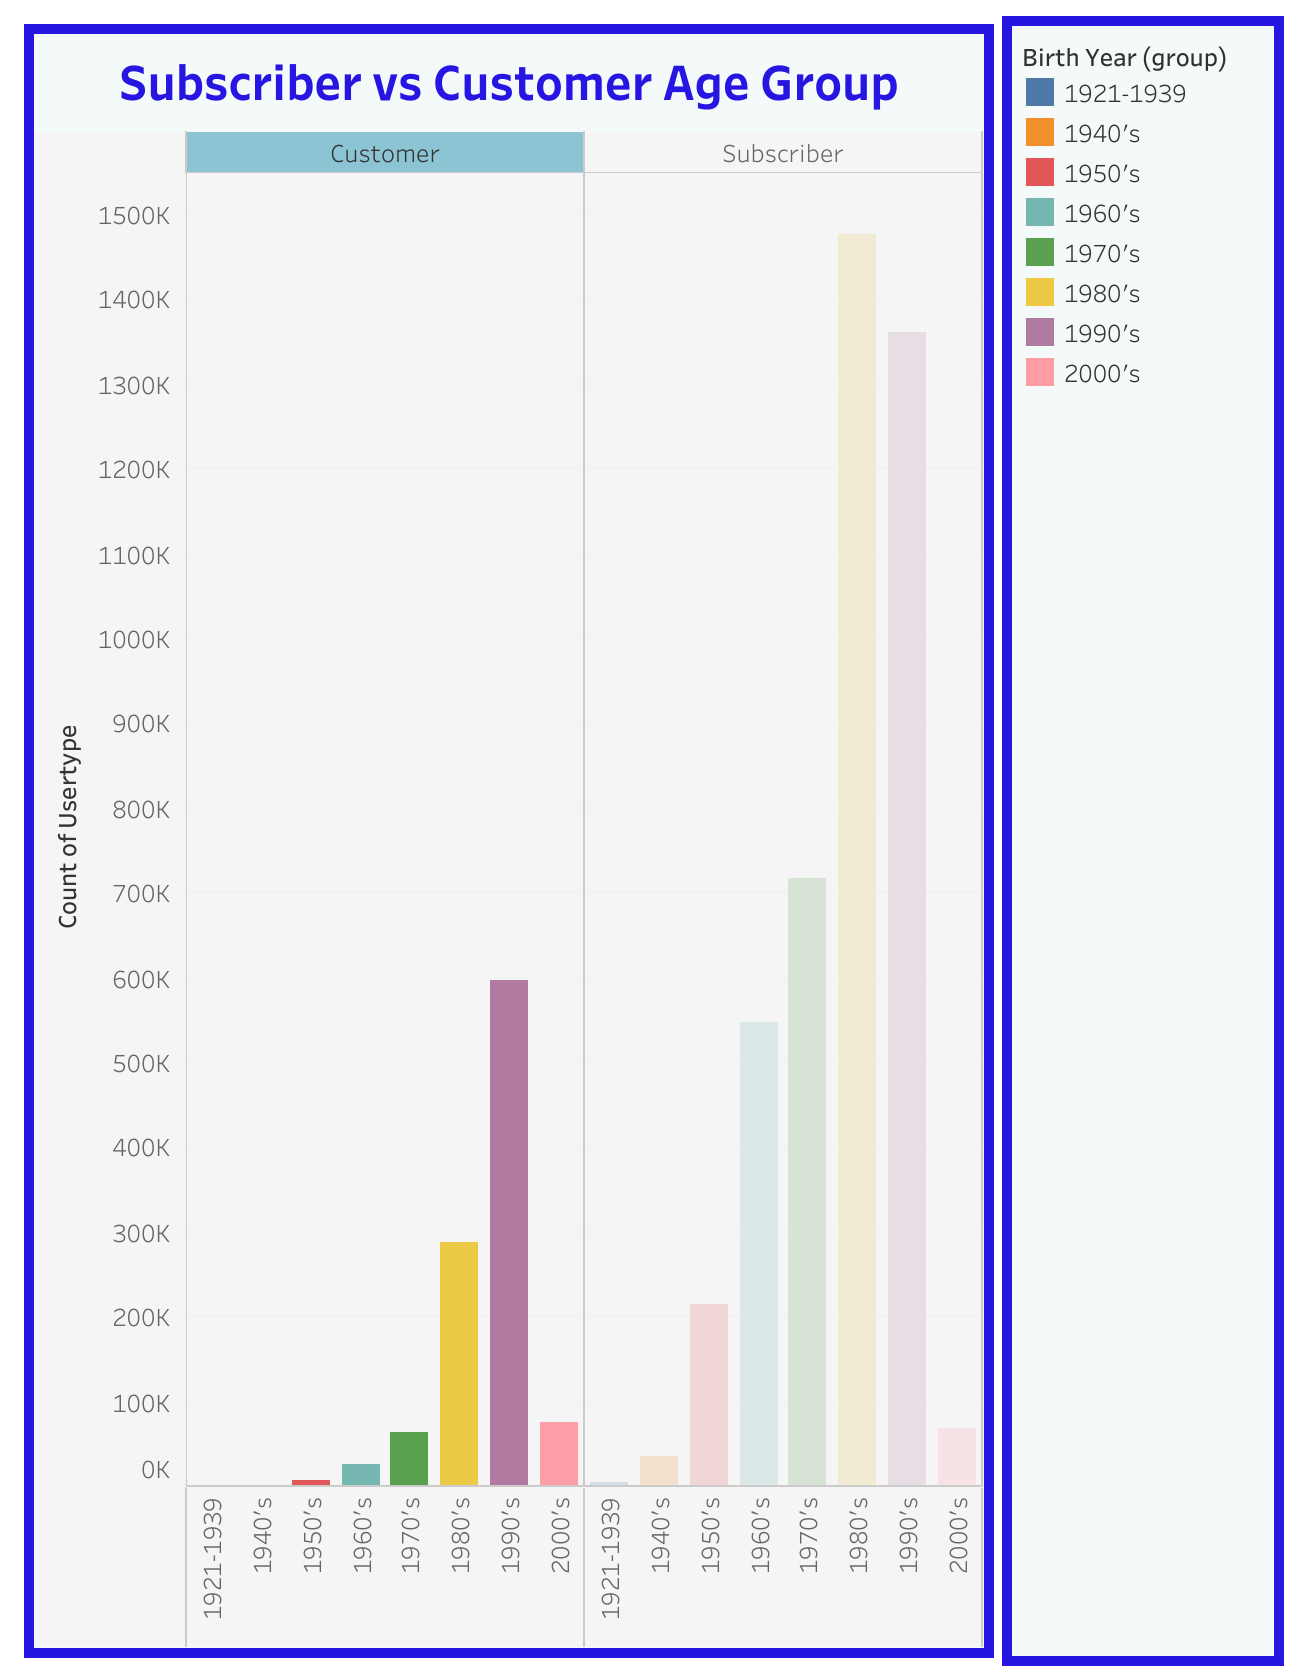 Subscriber vs Customer Age Group
Customer
Subscriber
1500K
1400K
1300K
1200K
1100K
1000K
900K
800K
700K
600K
500K
400K
300K
200K
100K
0K
Count of Usertype
1921-1939
1940's
1950's
1960's
1970's
1980's
1990's
2000's
1921-1939
1940's
1950's
1960's
1970's
1980's
1990's
2000's
Birth Year (group)
1921-1939
1940's
1950's
1960's
1970's
1980's
1990's
2000's